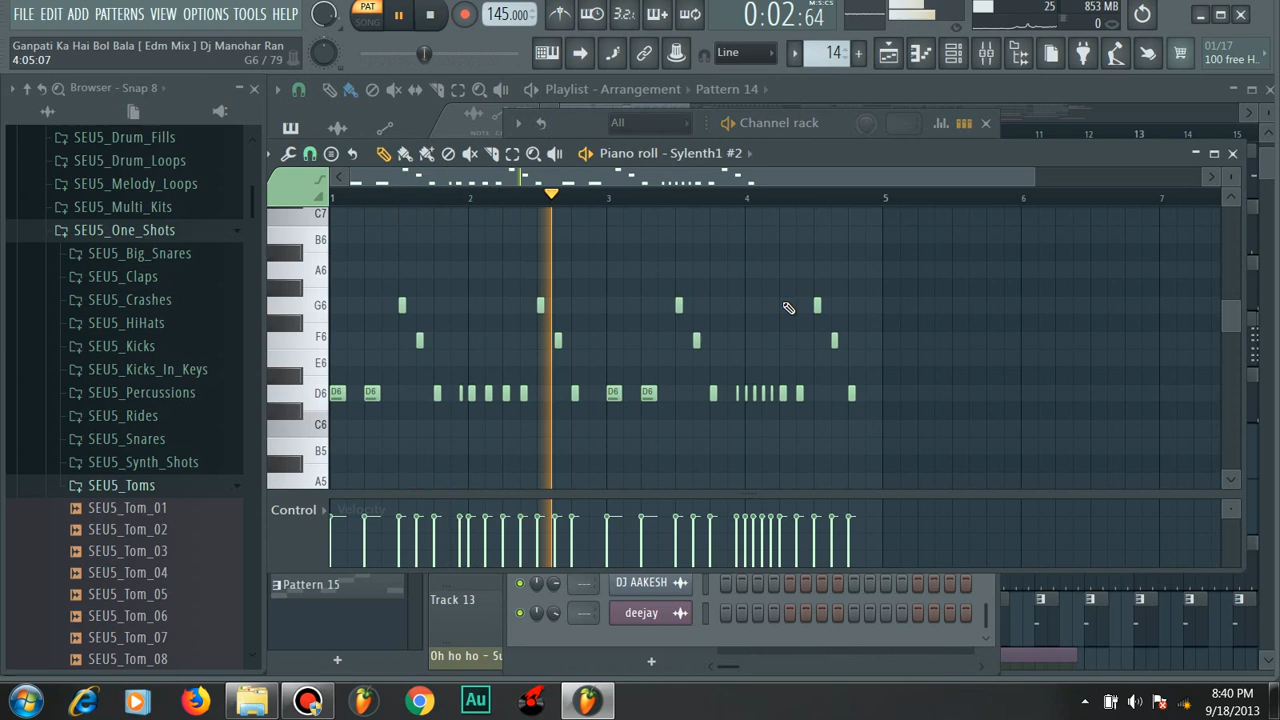 FILE EDIT ADD PATTERNS VIEW OPTIONS TOOLS HELP
PAT
SONG
145.000
3.2
0:02:64
M:S:CS
25
853 MB
0
Ganpati Ka Hai Bol Bala [ Edm Mix ] Dj Manohar Ran
4:05:07
G6 / 79
Line
14
01/17
100 free H..
Browser - Snap 8
Playlist - Arrangement
Pattern 14
All
Channel rack
11
12
13
14
15
Piano roll - Sylenth1 #2
1
2
3
4
5
6
7
SEU5_Drum_Fills
SEU5_Drum_Loops
SEU5_Melody_Loops
SEU5_Multi_Kits
SEU5_One_Shots
SEU5_Big_Snares
SEU5_Claps
SEU5_Crashes
SEU5_HiHats
SEU5_Kicks
SEU5_Kicks_In_Keys
SEU5_Percussions
SEU5_Rides
SEU5_Snares
SEU5_Synth_Shots
SEU5_Toms
SEU5_Tom_01
SEU5_Tom_02
SEU5_Tom_03
SEU5_Tom_04
SEU5_Tom_05
SEU5_Tom_06
SEU5_Tom_07
SEU5_Tom_08
C7
B6
A6
G6
F6
E6
D6
D6
D6
D6
D6
C6
B5
A5
Control
Velocity
Pattern 15
Track 13
DJ AAKESH
deejay
Oh ho ho - Su
Au
8:40 PM
9/18/2013